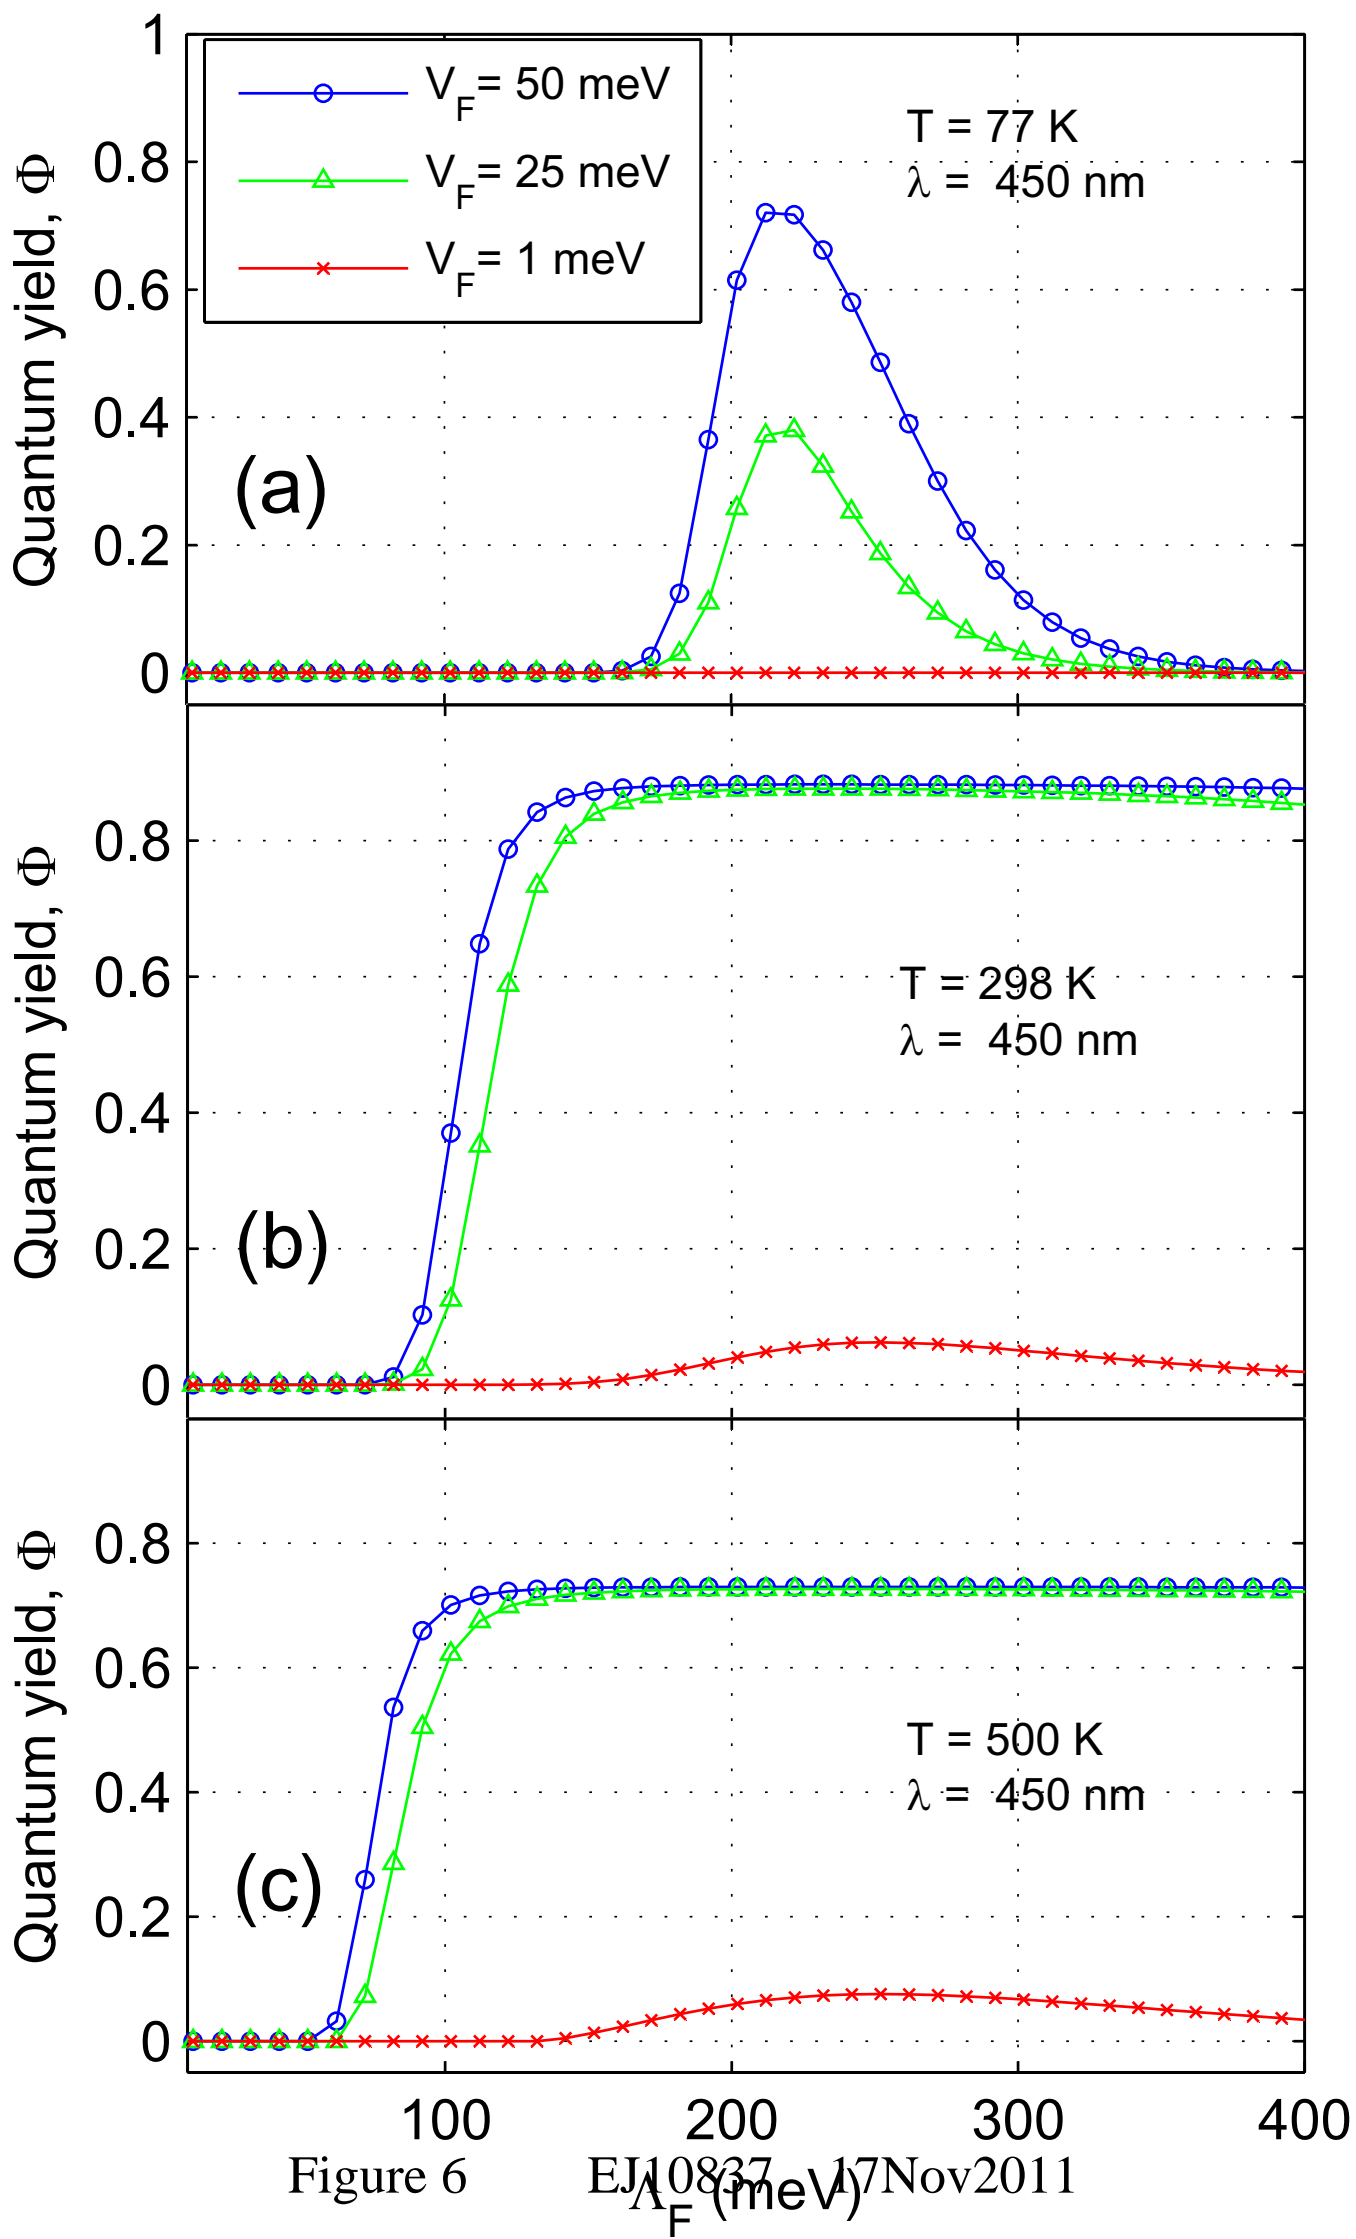 V_F = 50 meV
V_F = 25 meV
V_F = 1 meV
T = 77 K
λ = 450 nm
(a)
Quantum yield, Φ
1
0.8
0.6
0.4
0.2
0
T = 298 K
λ = 450 nm
(b)
Quantum yield, Φ
0.8
0.6
0.4
0.2
0
T = 500 K
λ = 450 nm
(c)
Quantum yield, Φ
0.8
0.6
0.4
0.2
0
100 200 300 400
Figure 6 EJ10837 17Nov2011
Λ_F (meV)